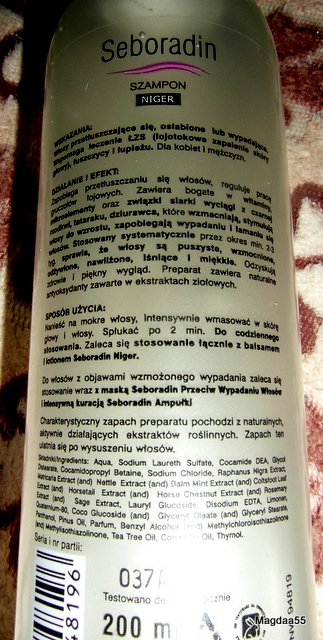 Seboradin
SZAMPON
NIGER
WSKAZANIA:
Włosy przetłuszczające się, osłabione lub wypadające.
Wspomaga leczenie ŁZS (łojotokowe zapalenie skóry
głowy), łuszczycy i łupieżu. Dla kobiet i mężczyzn.
DZIAŁANIE I EFEKT:
Zapobiega przetłuszczaniu się włosów, reguluje pracę
gruczołów łojowych. Zawiera bogate w witaminy,
mikroelementy oraz związki siarki wyciągi z czarnej
rzodkwi, tataraku, dziurawca, które wzmacniają, stymulują
włosy do wzrostu, zapobiegają wypadaniu i łamaniu się
włosów. Stosowany systematycznie przez okres min. 2-3
tyg. sprawia, że włosy są puszyste, wzmocnione,
odżywione, nawilżone, lśniące i miękkie. Odzyskują
zdrowie i piękny wygląd. Preparat zawiera naturalne
antyoksydanty zawarte w ekstraktach ziołowych.
SPOSÓB UŻYCIA:
Nanieść na mokre włosy, intensywnie wmasować w skórę
głowy i włosy. Spłukać po 2 min. Do codziennego
stosowania. Zaleca się stosowanie łącznie z balsamem
i lotionem Seboradin Niger.
Do włosów z objawami wzmożonego wypadania zaleca się
stosowanie wraz z maską Seboradin Przeciw Wypadaniu Włosów
i intensywną kuracją Seboradin Ampułki
Charakterystyczny zapach preparatu pochodzi z naturalnych,
aktywnie działających ekstraktów roślinnych. Zapach ten
ulatnia się po wysuszeniu włosów.
Składniki/Ingredients: Aqua, Sodium Laureth Sulfate, Cocamide DEA, Glycol
Distearate, Cocamidopropyl Betaine, Sodium Chloride, Raphanus Nigra Extract,
Africana Extract (and) Nettle Extract (and) Balm Mint Extract (and) Coltsfoot Leaf
Extract (and) Horsetail Extract (and) Horse Chestnut Extract (and) Rosemary
Extract (and) Sage Extract, Lauryl Glucoside, Disodium EDTA, Limonen,
Quaternium-80, Coco Glucoside (and) Glyceryl Oleate (and) Glyceryl Stearate,
Panthenol, Pinus Oil, Parfum, Benzyl Alcohol (and) Methylchloroisothiazolinone
(and) Methylisothiazolinone, Tea Tree Oil, Oil, Thymol.
Seria i nr partii:
037
Testowano
200 m
48196
94819
Magdaa55